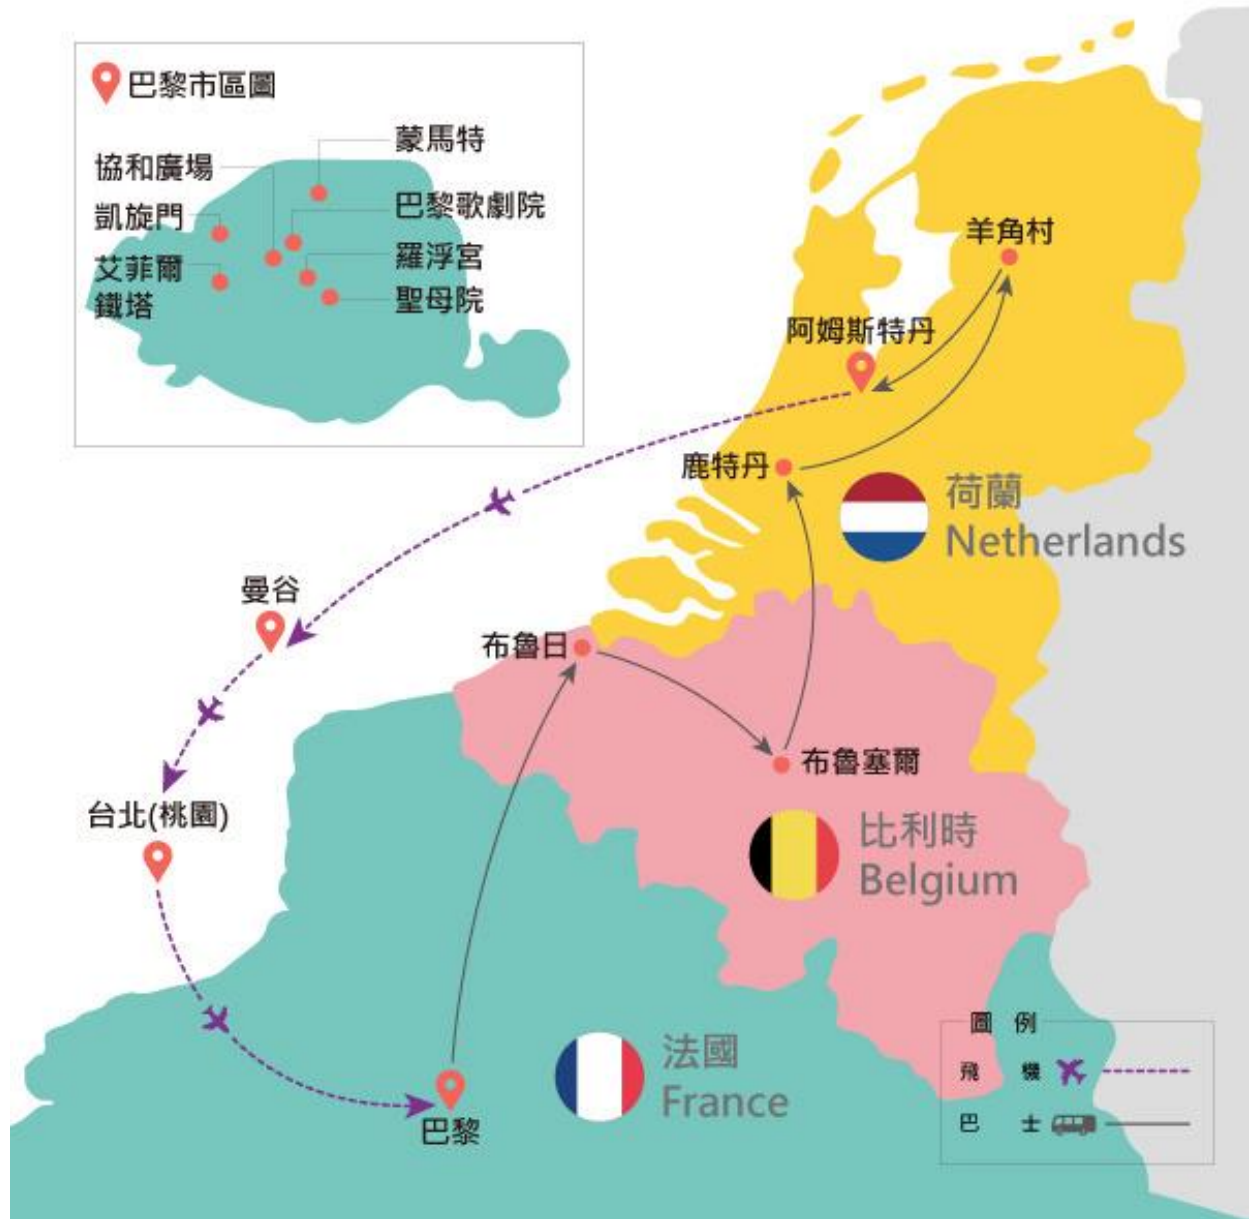 巴黎市區圖
蒙馬特
協和廣場
巴黎歌劇院
凱旋門
羅浮宮
艾菲爾
鐵塔
聖母院
羊角村
阿姆斯特丹
鹿特丹
荷蘭
Netherlands
曼谷
布魯日
布魯塞爾
台北(桃園)
比利時
Belgium
法國
France
巴黎
圖 例
飛 機
巴 士